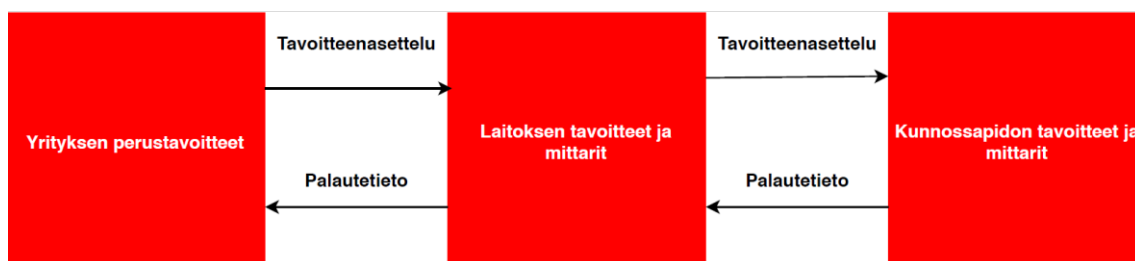 Tavoitteenasettelu
Tavoitteenasettelu
Yrityksen perustavoitteet
Laitoksen tavoitteet ja
mittarit
Kunnossapidon tavoitteet ja
mittarit
Palautetieto
Palautetieto